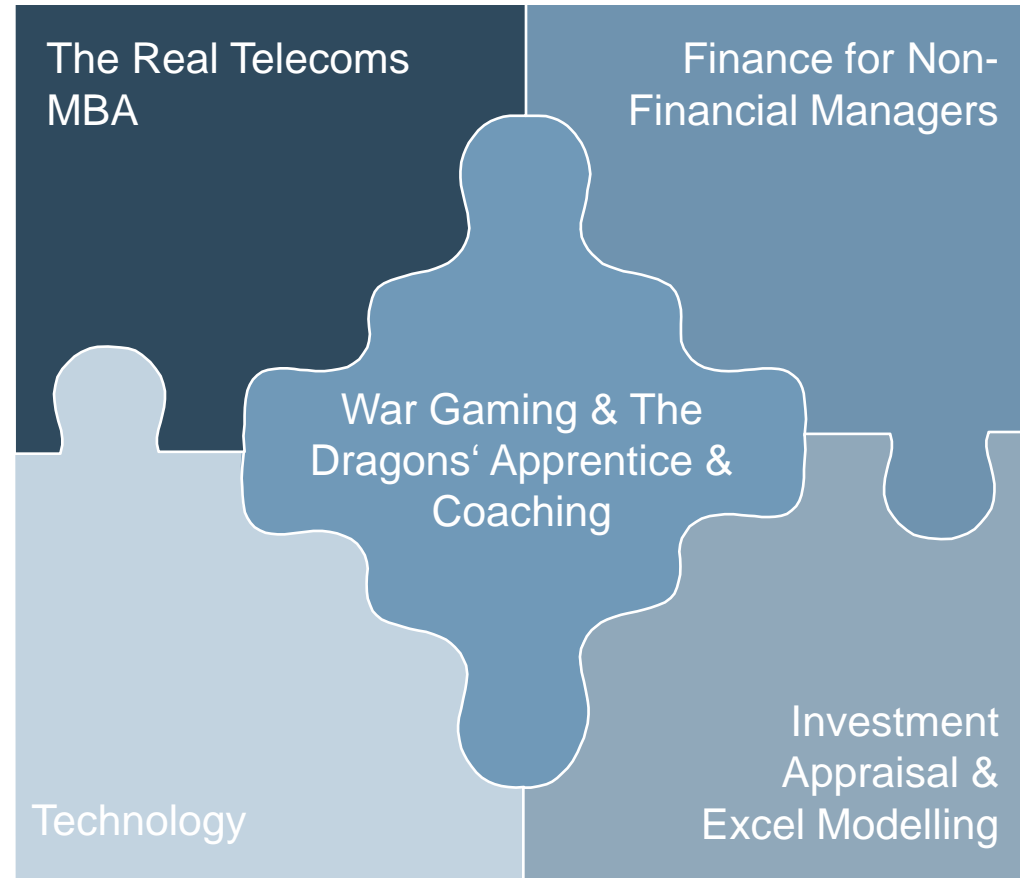 The Real Telecoms
MBA
Finance for Non-
Financial Managers
War Gaming & The
Dragons‘ Apprentice &
Coaching
Technology
Investment
Appraisal &
Excel Modelling